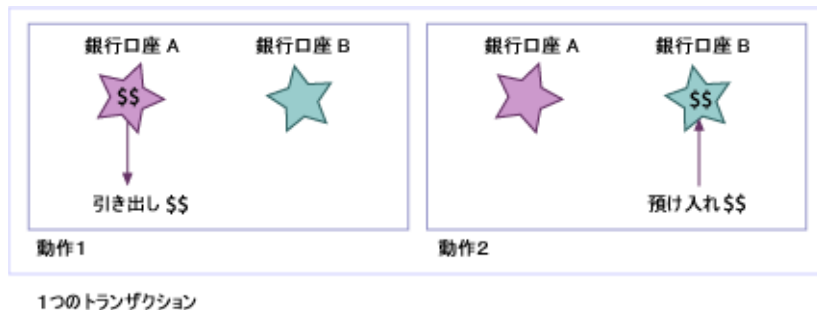 銀行口座 A
銀行口座 B
$$
引き出し $$
動作1
銀行口座 A
銀行口座 B
$$
預け入れ $$
動作2
1つのトランザクション